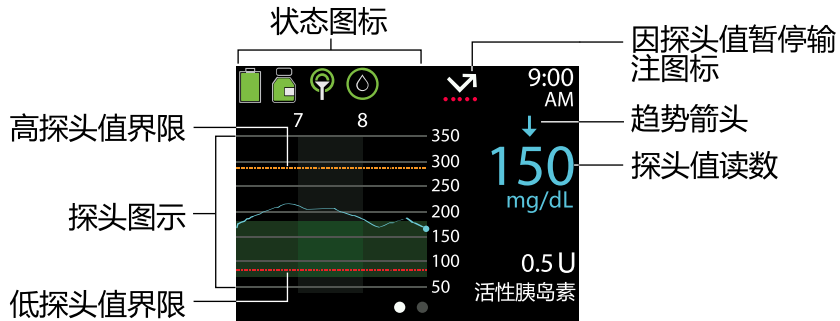 状态图标
因探头值暂停输
注图标
9:00
AM
7 8
高探头值界限
趋势箭头
350
300
250
200
150
100
50
150
mg/dL
探头值读数
探头图示
0.5 U
活性胰岛素
低探头值界限